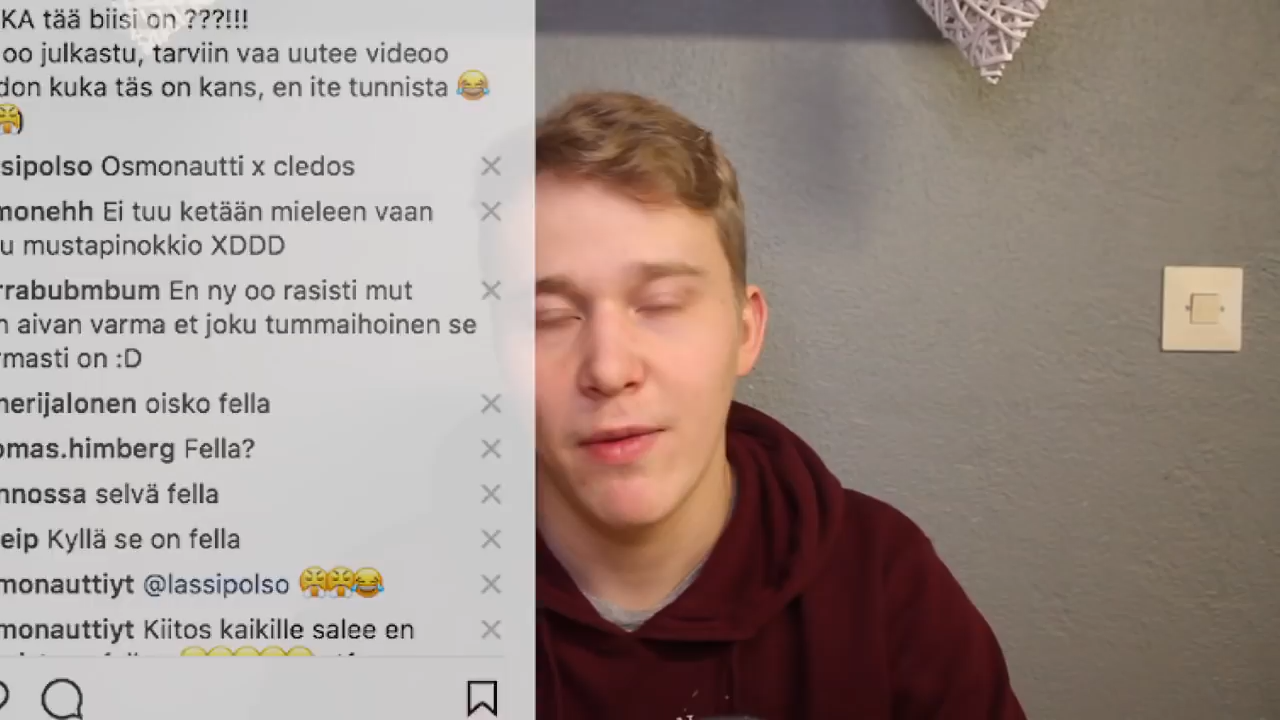 KA tää biisi on ???!!!
oo julkastu, tarviin vaa uutee videoo
don kuka täs on kans, en ite tunnista 😂
😤
sipolso Osmonautti x cledos
monehh Ei tuu ketään mieleen vaan
u mustapinokkio XDDD
rrabubmbum En ny oo rasisti mut
n aivan varma et joku tummaihoinen se
rmasti on :D
nerijalonen oisko fella
omas.himberg Fella?
nnossa selvä fella
eip Kyllä se on fella
monauttiyt @lassipolso 😤😤😂
monauttiyt Kiitos kaikille salee en